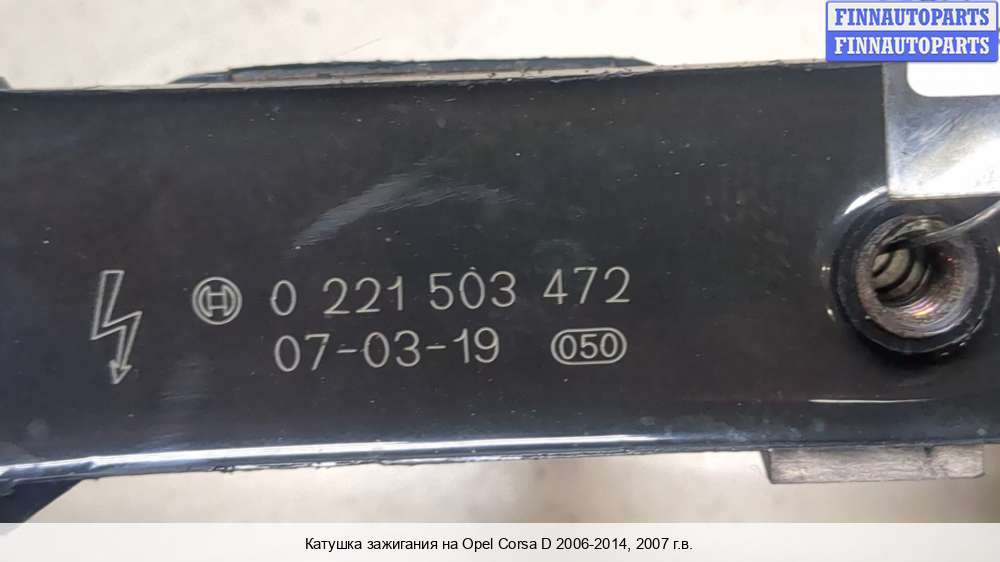 FINNAUTOPARTS
FINNAUTOPARTS
0 221 503 472
07-03-19 050
Катушка зажигания на Opel Corsa D 2006-2014, 2007 г.в.